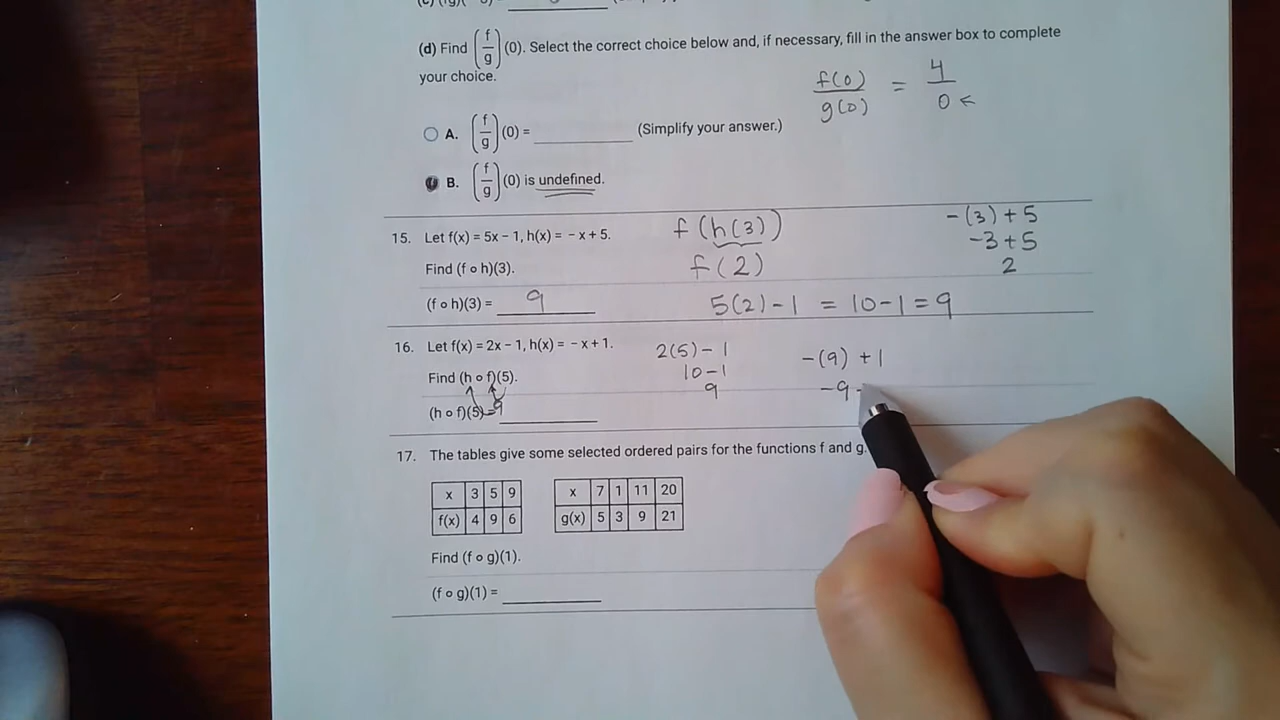 (d) Find (f/g)(0). Select the correct choice below and, if necessary, fill in the answer box to complete
your choice.
f(0)/g(0) = 4/0 <
A. (f/g)(0) = ________ (Simplify your answer.)
B. (f/g)(0) is undefined.
15. Let f(x) = 5x − 1, h(x) = − x + 5.
f(h(3))
-(3) + 5
-3 + 5
Find (f o h)(3).
f(2)
2
(f o h)(3) = 9
5(2) - 1 = 10 - 1 = 9
16. Let f(x) = 2x − 1, h(x) = − x + 1.
2(5) - 1
-(9) + 1
Find (h o f)(5).
10 - 1
9
-9
(h o f)(5) = ________
9
17. The tables give some selected ordered pairs for the functions f and g.
x 3 5 9
f(x) 4 9 6
x 7 1 11 20
g(x) 5 3 9 21
Find (f o g)(1).
(f o g)(1) = ________